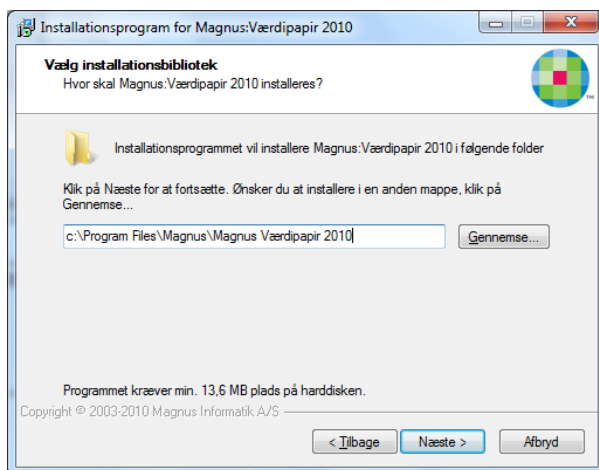 Installationsprogram for Magnus:Værdipapir 2010
Vælg installationsbibliotek
Hvor skal Magnus:Værdipapir 2010 installeres?
TM
Installationsprogrammet vil installere Magnus:Værdipapir 2010 i følgende folder
Klik på Næste for at fortsætte. Ønsker du at installere i en anden mappe, klik på
Gennemse...
c:\Program Files\Magnus\Magnus Værdipapir 2010
Gennemse...
Programmet kræver min. 13,6 MB plads på harddisken.
Copyright © 2003-2010 Magnus Informatik A/S
< Tilbage Næste > Afbryd